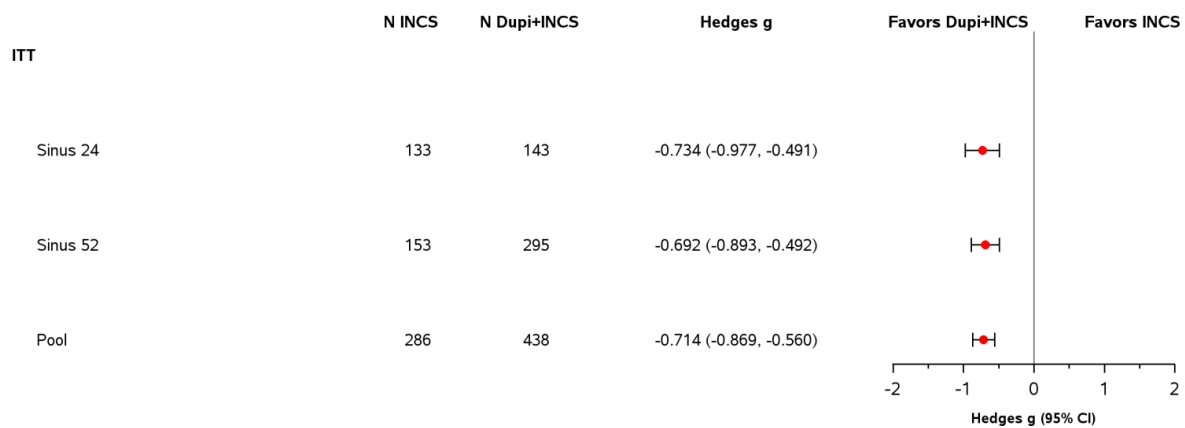 N INCS N Dupi+INCS Hedges g Favors Dupi+INCS Favors INCS
ITT
Sinus 24 133 143 -0.734 (-0.977, -0.491)
Sinus 52 153 295 -0.692 (-0.893, -0.492)
Pool 286 438 -0.714 (-0.869, -0.560)
-2 -1 0 1 2
Hedges g (95% CI)